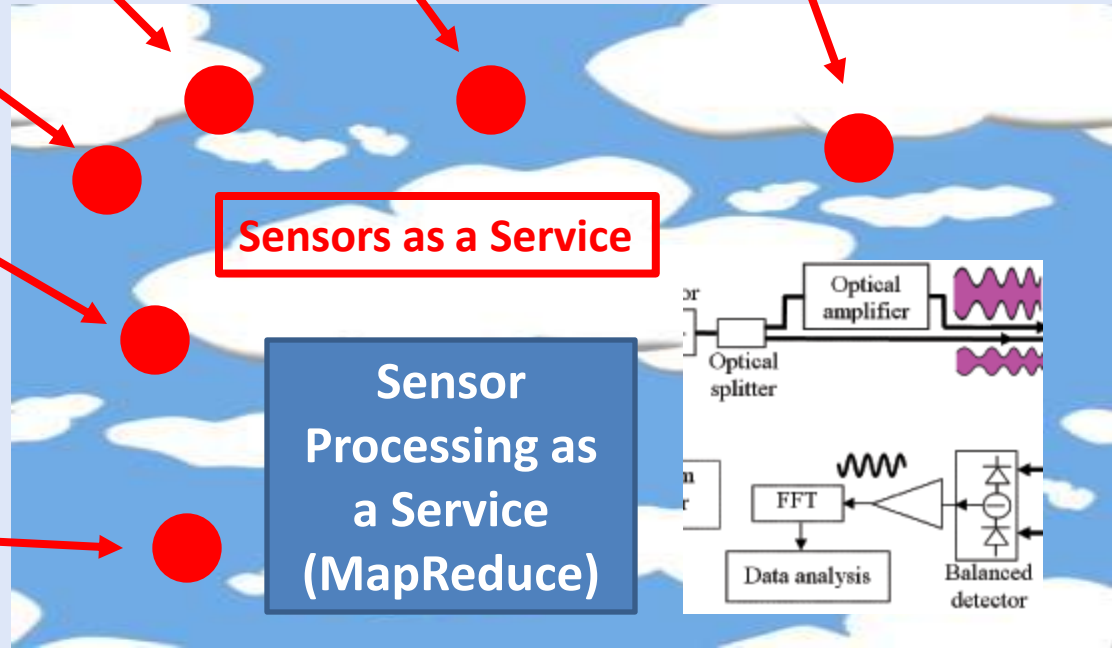 Sensors as a Service
Sensor
Processing as
a Service
(MapReduce)
Optical
amplifier
Optical
splitter
FFT
Data analysis
Balanced
detector